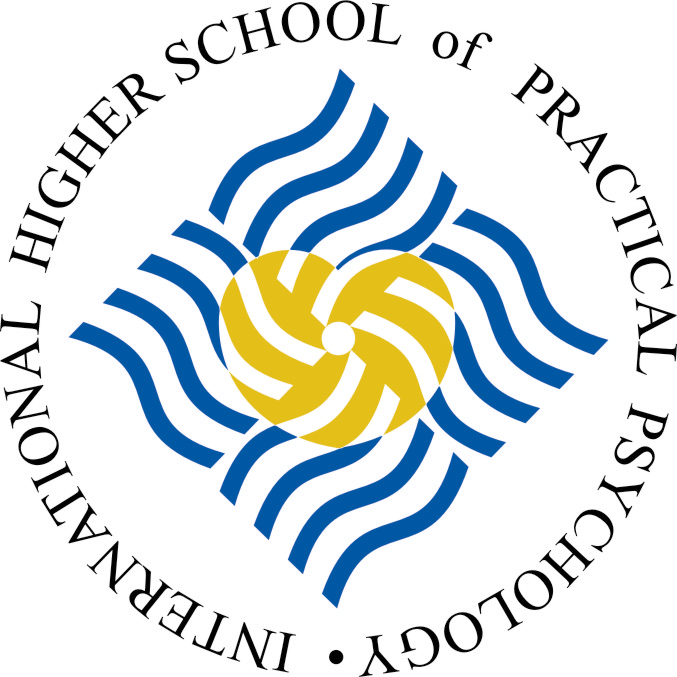 INTERNATIONAL HIGHER SCHOOL of PRACTICAL PSYCHOLOGY •